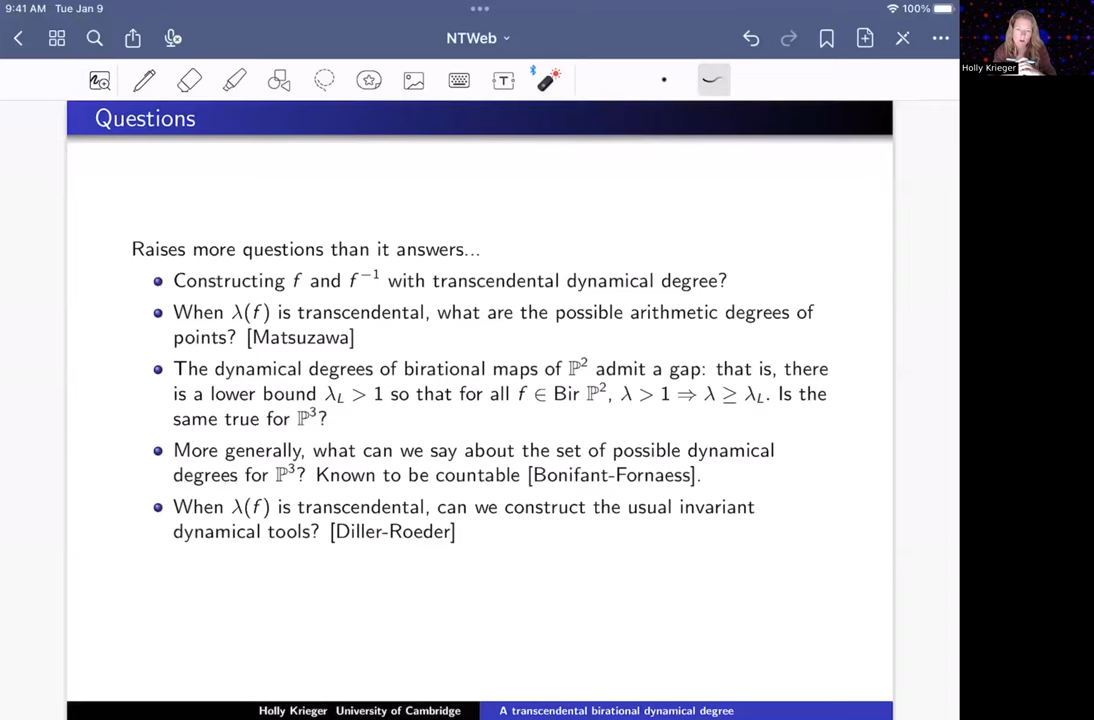 9:41 AM Tue Jan 9
100%
NTWeb
Holly Krieger
Questions
Raises more questions than it answers...
Constructing f and f⁻¹ with transcendental dynamical degree?
When λ(f) is transcendental, what are the possible arithmetic degrees of
points? [Matsuzawa]
The dynamical degrees of birational maps of ℙ² admit a gap: that is, there
is a lower bound λ_L > 1 so that for all f ∈ Bir ℙ², λ > 1 ⇒ λ ≥ λ_L. Is the
same true for ℙ³?
More generally, what can we say about the set of possible dynamical
degrees for ℙ³? Known to be countable [Bonifant-Fornaess].
When λ(f) is transcendental, can we construct the usual invariant
dynamical tools? [Diller-Roeder]
Holly Krieger University of Cambridge
A transcendental birational dynamical degree